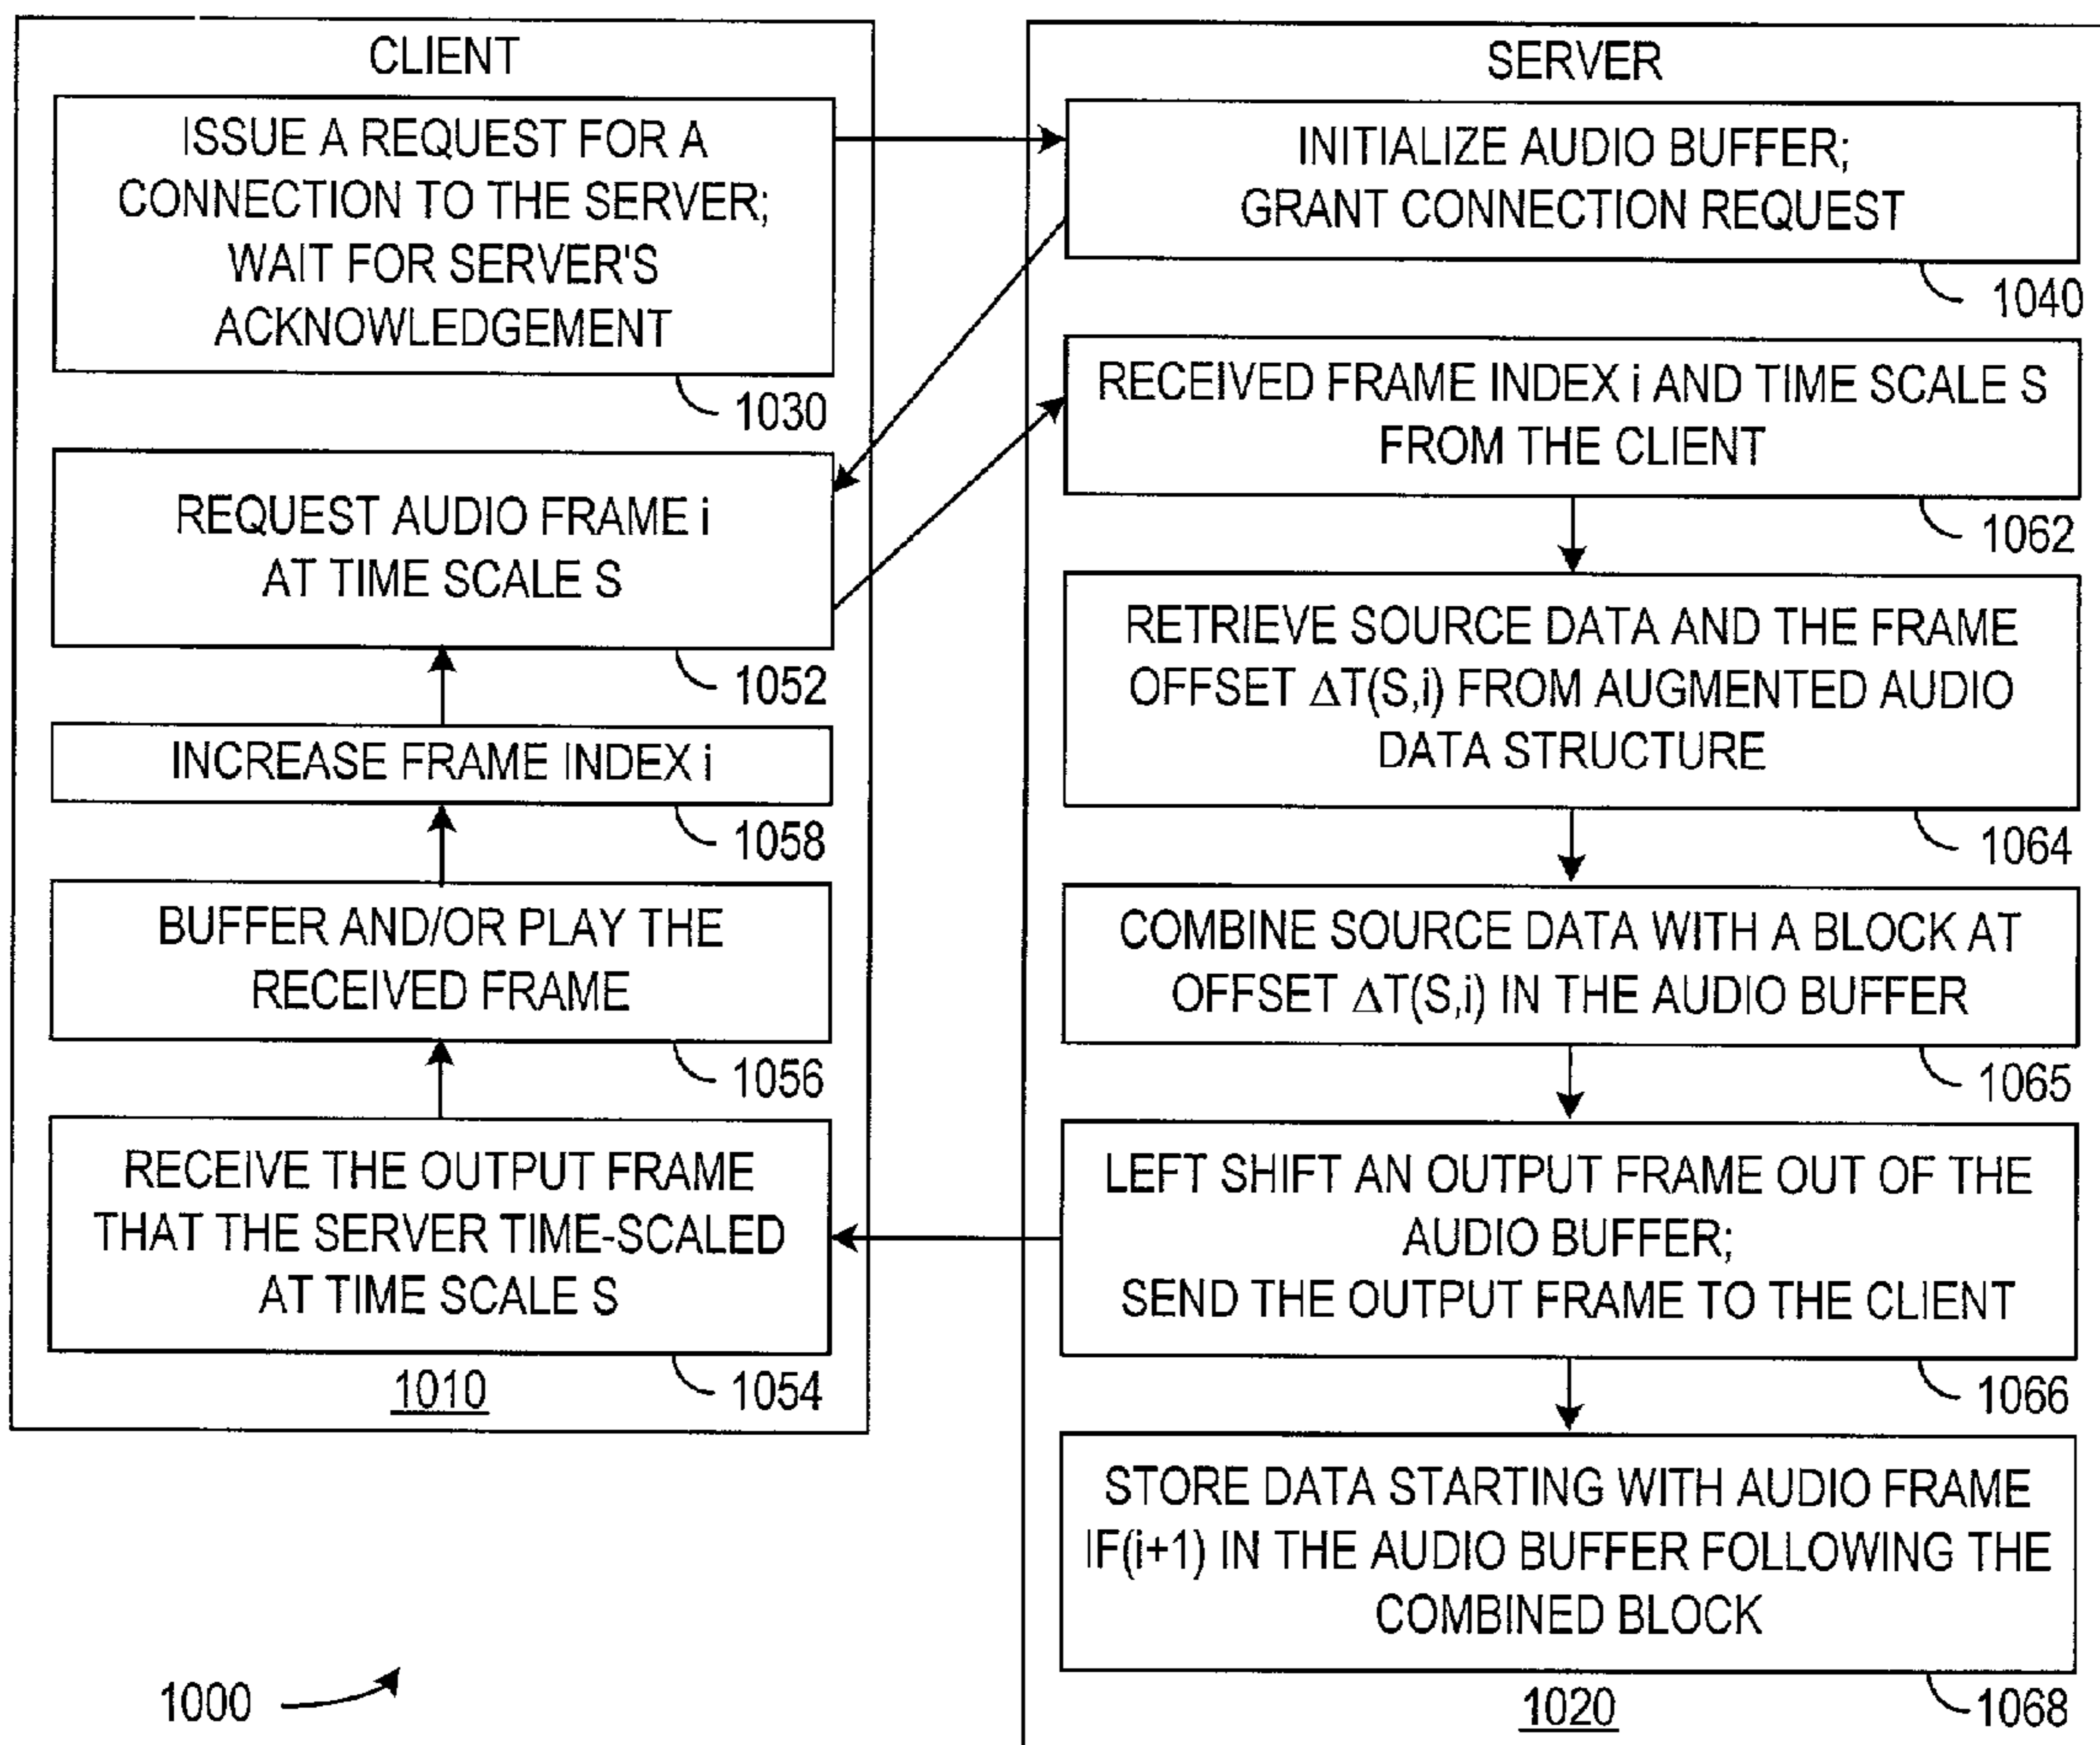 CLIENT
ISSUE A REQUEST FOR A
CONNECTION TO THE SERVER;
WAIT FOR SERVER'S
ACKNOWLEDGEMENT
1030
REQUEST AUDIO FRAME i
AT TIME SCALE S
1052
INCREASE FRAME INDEX i
1058
BUFFER AND/OR PLAY THE
RECEIVED FRAME
1056
RECEIVE THE OUTPUT FRAME
THAT THE SERVER TIME-SCALED
AT TIME SCALE S
1054
1010
SERVER
INITIALIZE AUDIO BUFFER;
GRANT CONNECTION REQUEST
1040
RECEIVED FRAME INDEX i AND TIME SCALE S
FROM THE CLIENT
1062
RETRIEVE SOURCE DATA AND THE FRAME
OFFSET ΔT(S,i) FROM AUGMENTED AUDIO
DATA STRUCTURE
1064
COMBINE SOURCE DATA WITH A BLOCK AT
OFFSET ΔT(S,i) IN THE AUDIO BUFFER
1065
LEFT SHIFT AN OUTPUT FRAME OUT OF THE
AUDIO BUFFER;
SEND THE OUTPUT FRAME TO THE CLIENT
1066
STORE DATA STARTING WITH AUDIO FRAME
IF(i+1) IN THE AUDIO BUFFER FOLLOWING THE
COMBINED BLOCK
1068
1020
1000